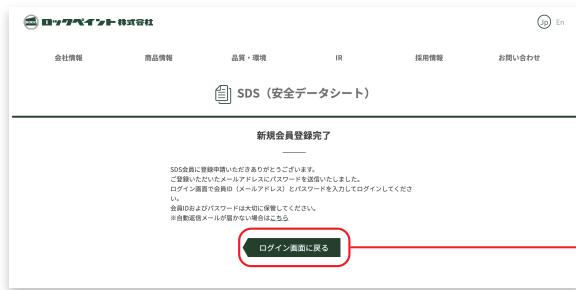 ロックペイント株式会社
Jp En
会社情報 商品情報 品質・環境 IR 採用情報 お問い合わせ
SDS（安全データシート）
新規会員登録完了
SDS会員に登録申請いただきありがとうございます。
ご登録いただいたメールアドレスにパスワードを送信いたしました。
ログイン画面で会員ID（メールアドレス）とパスワードを入力してログインしてくださ
い。
会員IDおよびパスワードは大切に保管してください。
※自動返信メールが届かない場合はこちら
ログイン画面に戻る